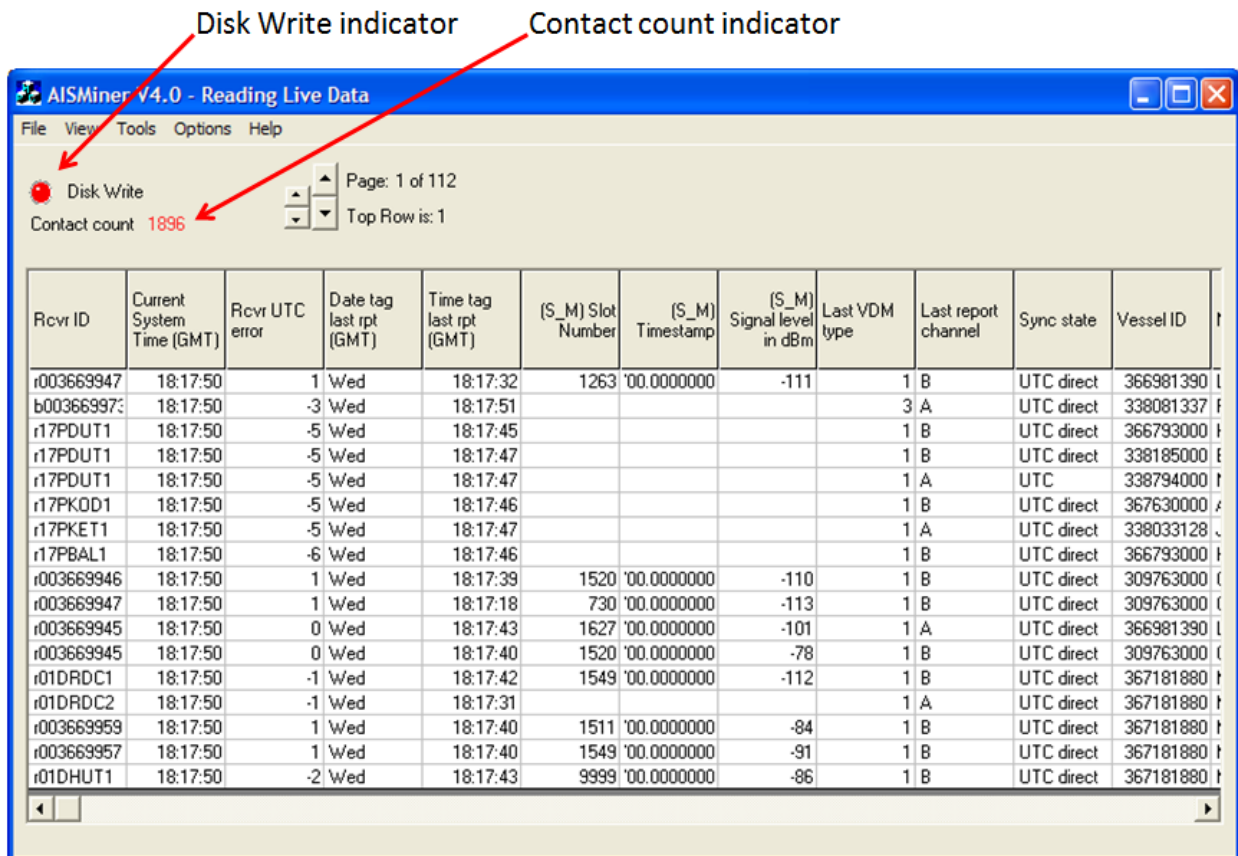 Disk Write indicator Contact count indicator
AISMiner V4.0 - Reading Live Data
File View Tools Options Help
Disk Write Page: 1 of 112
Contact count 1896 Top Row is: 1
Rcvr ID Current System Time (GMT) Rcvr UTC error Date tag last rpt (GMT) Time tag last rpt (GMT) (S_M) Slot Number (S_M) Timestamp (S_M) Signal level in dBm Last VDM type Last report channel Sync state Vessel ID
r003669947 18:17:50 1 Wed 18:17:32 1263 '00.0000000 -111 1 B UTC direct 366981390
b003669973 18:17:50 -3 Wed 18:17:51 3 A UTC direct 338081337
r17PDUT1 18:17:50 -5 Wed 18:17:45 1 B UTC direct 366793000
r17PDUT1 18:17:50 -5 Wed 18:17:47 1 B UTC direct 338185000
r17PDUT1 18:17:50 -5 Wed 18:17:47 1 A UTC 338794000
r17PKOD1 18:17:50 -5 Wed 18:17:46 1 B UTC direct 367630000
r17PKET1 18:17:50 -5 Wed 18:17:47 1 A UTC direct 338033128
r17PBAL1 18:17:50 -6 Wed 18:17:46 1 B UTC direct 366793000
r003669946 18:17:50 1 Wed 18:17:39 1520 '00.0000000 -110 1 B UTC direct 309763000
r003669947 18:17:50 1 Wed 18:17:18 730 '00.0000000 -113 1 B UTC direct 309763000
r003669945 18:17:50 0 Wed 18:17:43 1627 '00.0000000 -101 1 A UTC direct 366981390
r003669945 18:17:50 0 Wed 18:17:40 1520 '00.0000000 -78 1 B UTC direct 309763000
r01DRDC1 18:17:50 -1 Wed 18:17:42 1549 '00.0000000 -112 1 B UTC direct 367181880
r01DRDC2 18:17:50 -1 Wed 18:17:31 1 A UTC direct 367181880
r003669959 18:17:50 1 Wed 18:17:40 1511 '00.0000000 -84 1 B UTC direct 367181880
r003669957 18:17:50 1 Wed 18:17:40 1549 '00.0000000 -91 1 B UTC direct 367181880
r01DHUT1 18:17:50 -2 Wed 18:17:43 9999 '00.0000000 -86 1 B UTC direct 367181880